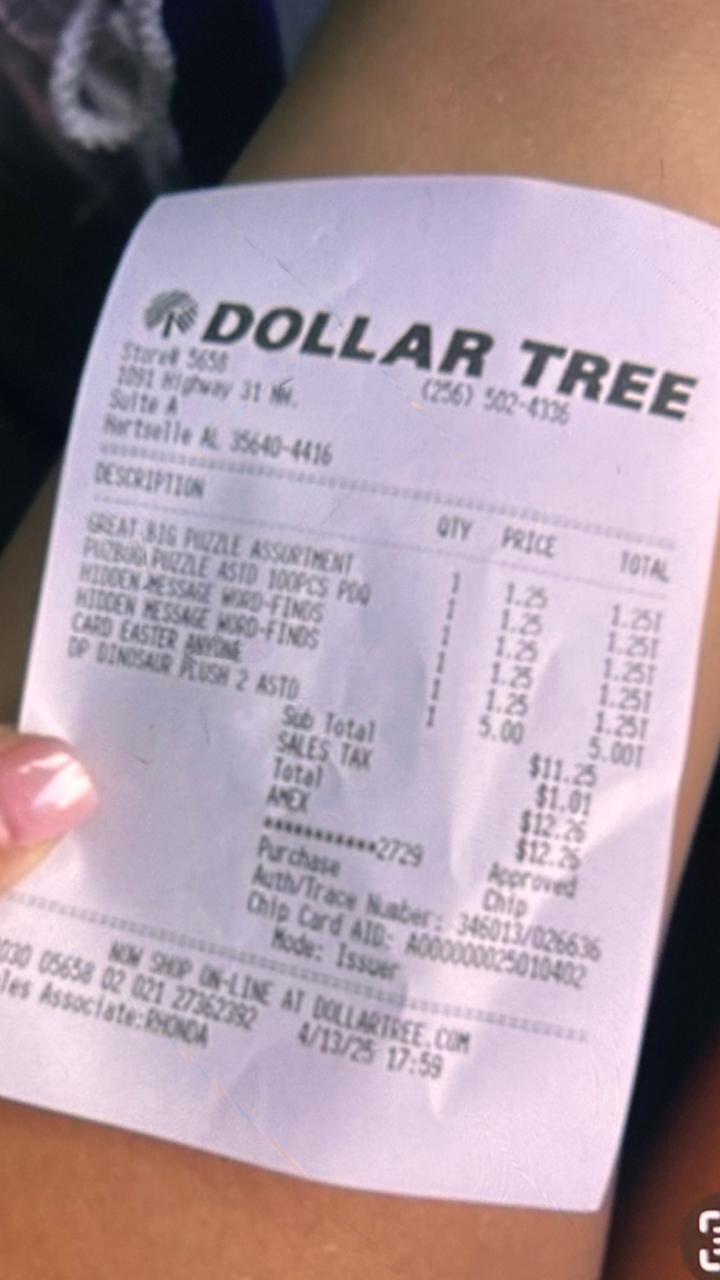 DOLLAR TREE
Store# 5658 (256) 502-4336
1091 Highway 31 NW.
Suite A
Hartselle AL 35640-4416
DESCRIPTION QTY PRICE TOTAL
GREAT BIG PUZZLE ASSORTMENT 1 1.25 1.25T
PUZBUG PUZZLE ASTD 100PCS PDQ 1 1.25 1.25T
HIDDEN MESSAGE WORD-FINDS 1 1.25 1.25T
HIDDEN MESSAGE WORD-FINDS 1 1.25 1.25T
CARD EASTER ANYONE 1 1.25 1.25T
DP DINOSAUR PLUSH 2 ASTD 1 5.00 5.00T
Sub Total $11.25
SALES TAX $1.01
Total $12.26
AMEX $12.26
***********2729 Approved
Purchase Chip
Auth/Trace Number: 346013/026636
Chip Card AID: A000000025010402
Mode: Issuer
NOW SHOP ON-LINE AT DOLLARTREE.COM
030 05658 02 021 27362392 4/13/25 17:59
les Associate:RHONDA